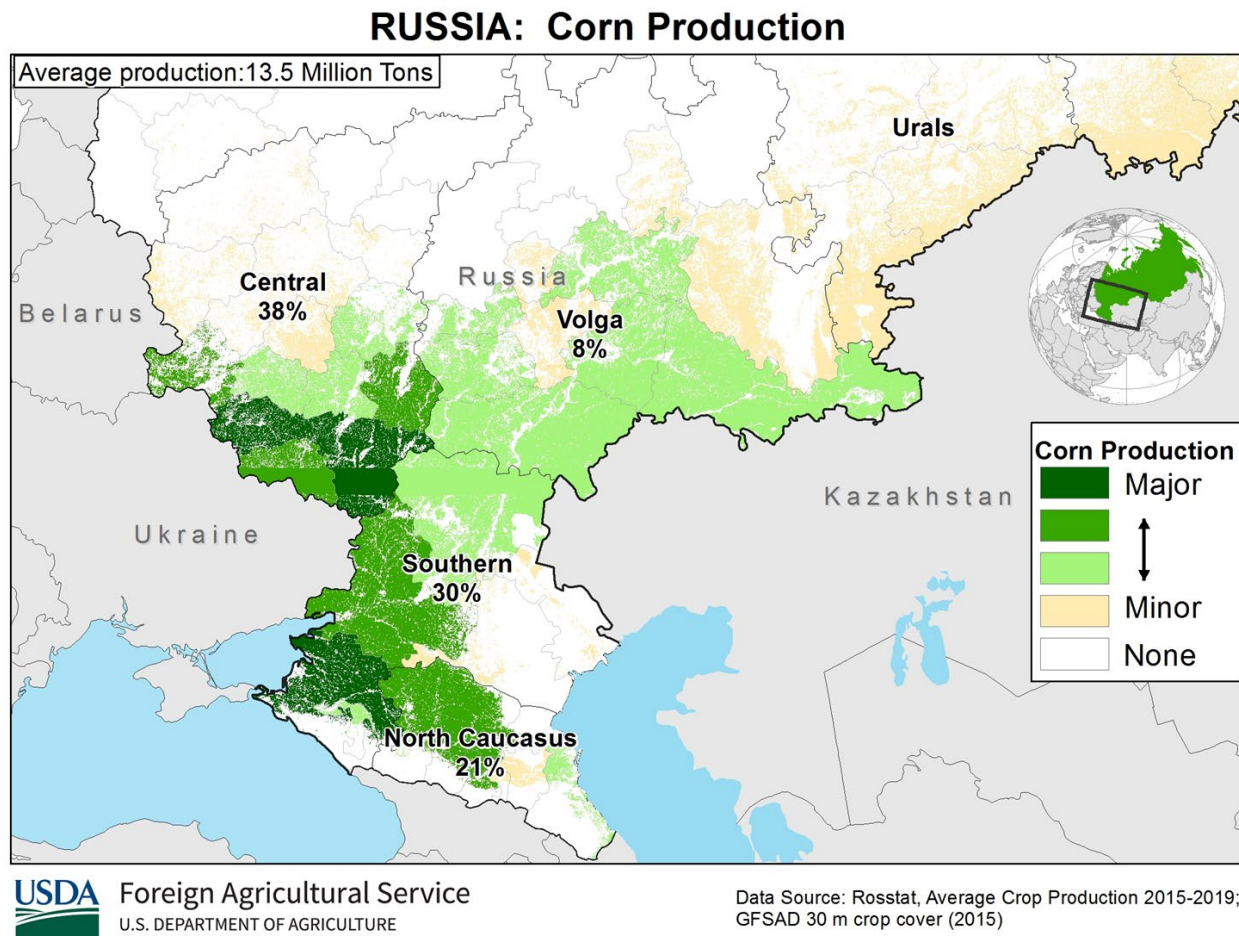 RUSSIA: Corn Production
Average production:13.5 Million Tons
Urals
Russia
Central
38%
Belarus
Volga
8%
Corn Production
Major
Minor
None
Kazakhstan
Ukraine
Southern
30%
North Caucasus
21%
USDA
Foreign Agricultural Service
U.S. DEPARTMENT OF AGRICULTURE
Data Source: Rosstat, Average Crop Production 2015-2019;
GFSAD 30 m crop cover (2015)